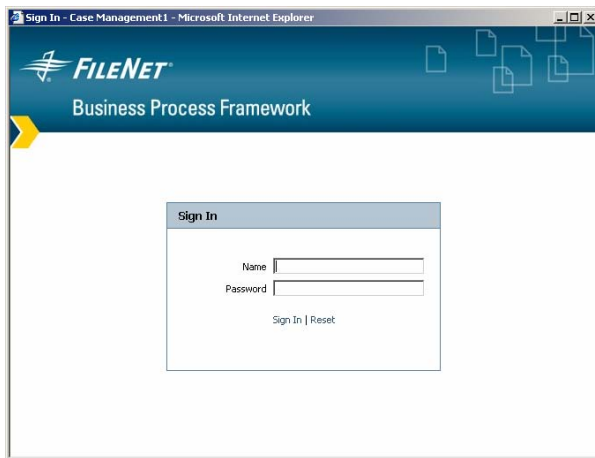 Sign In - Case Management1 - Microsoft Internet Explorer
FILENET
Business Process Framework
Sign In
Name
Password
Sign In | Reset